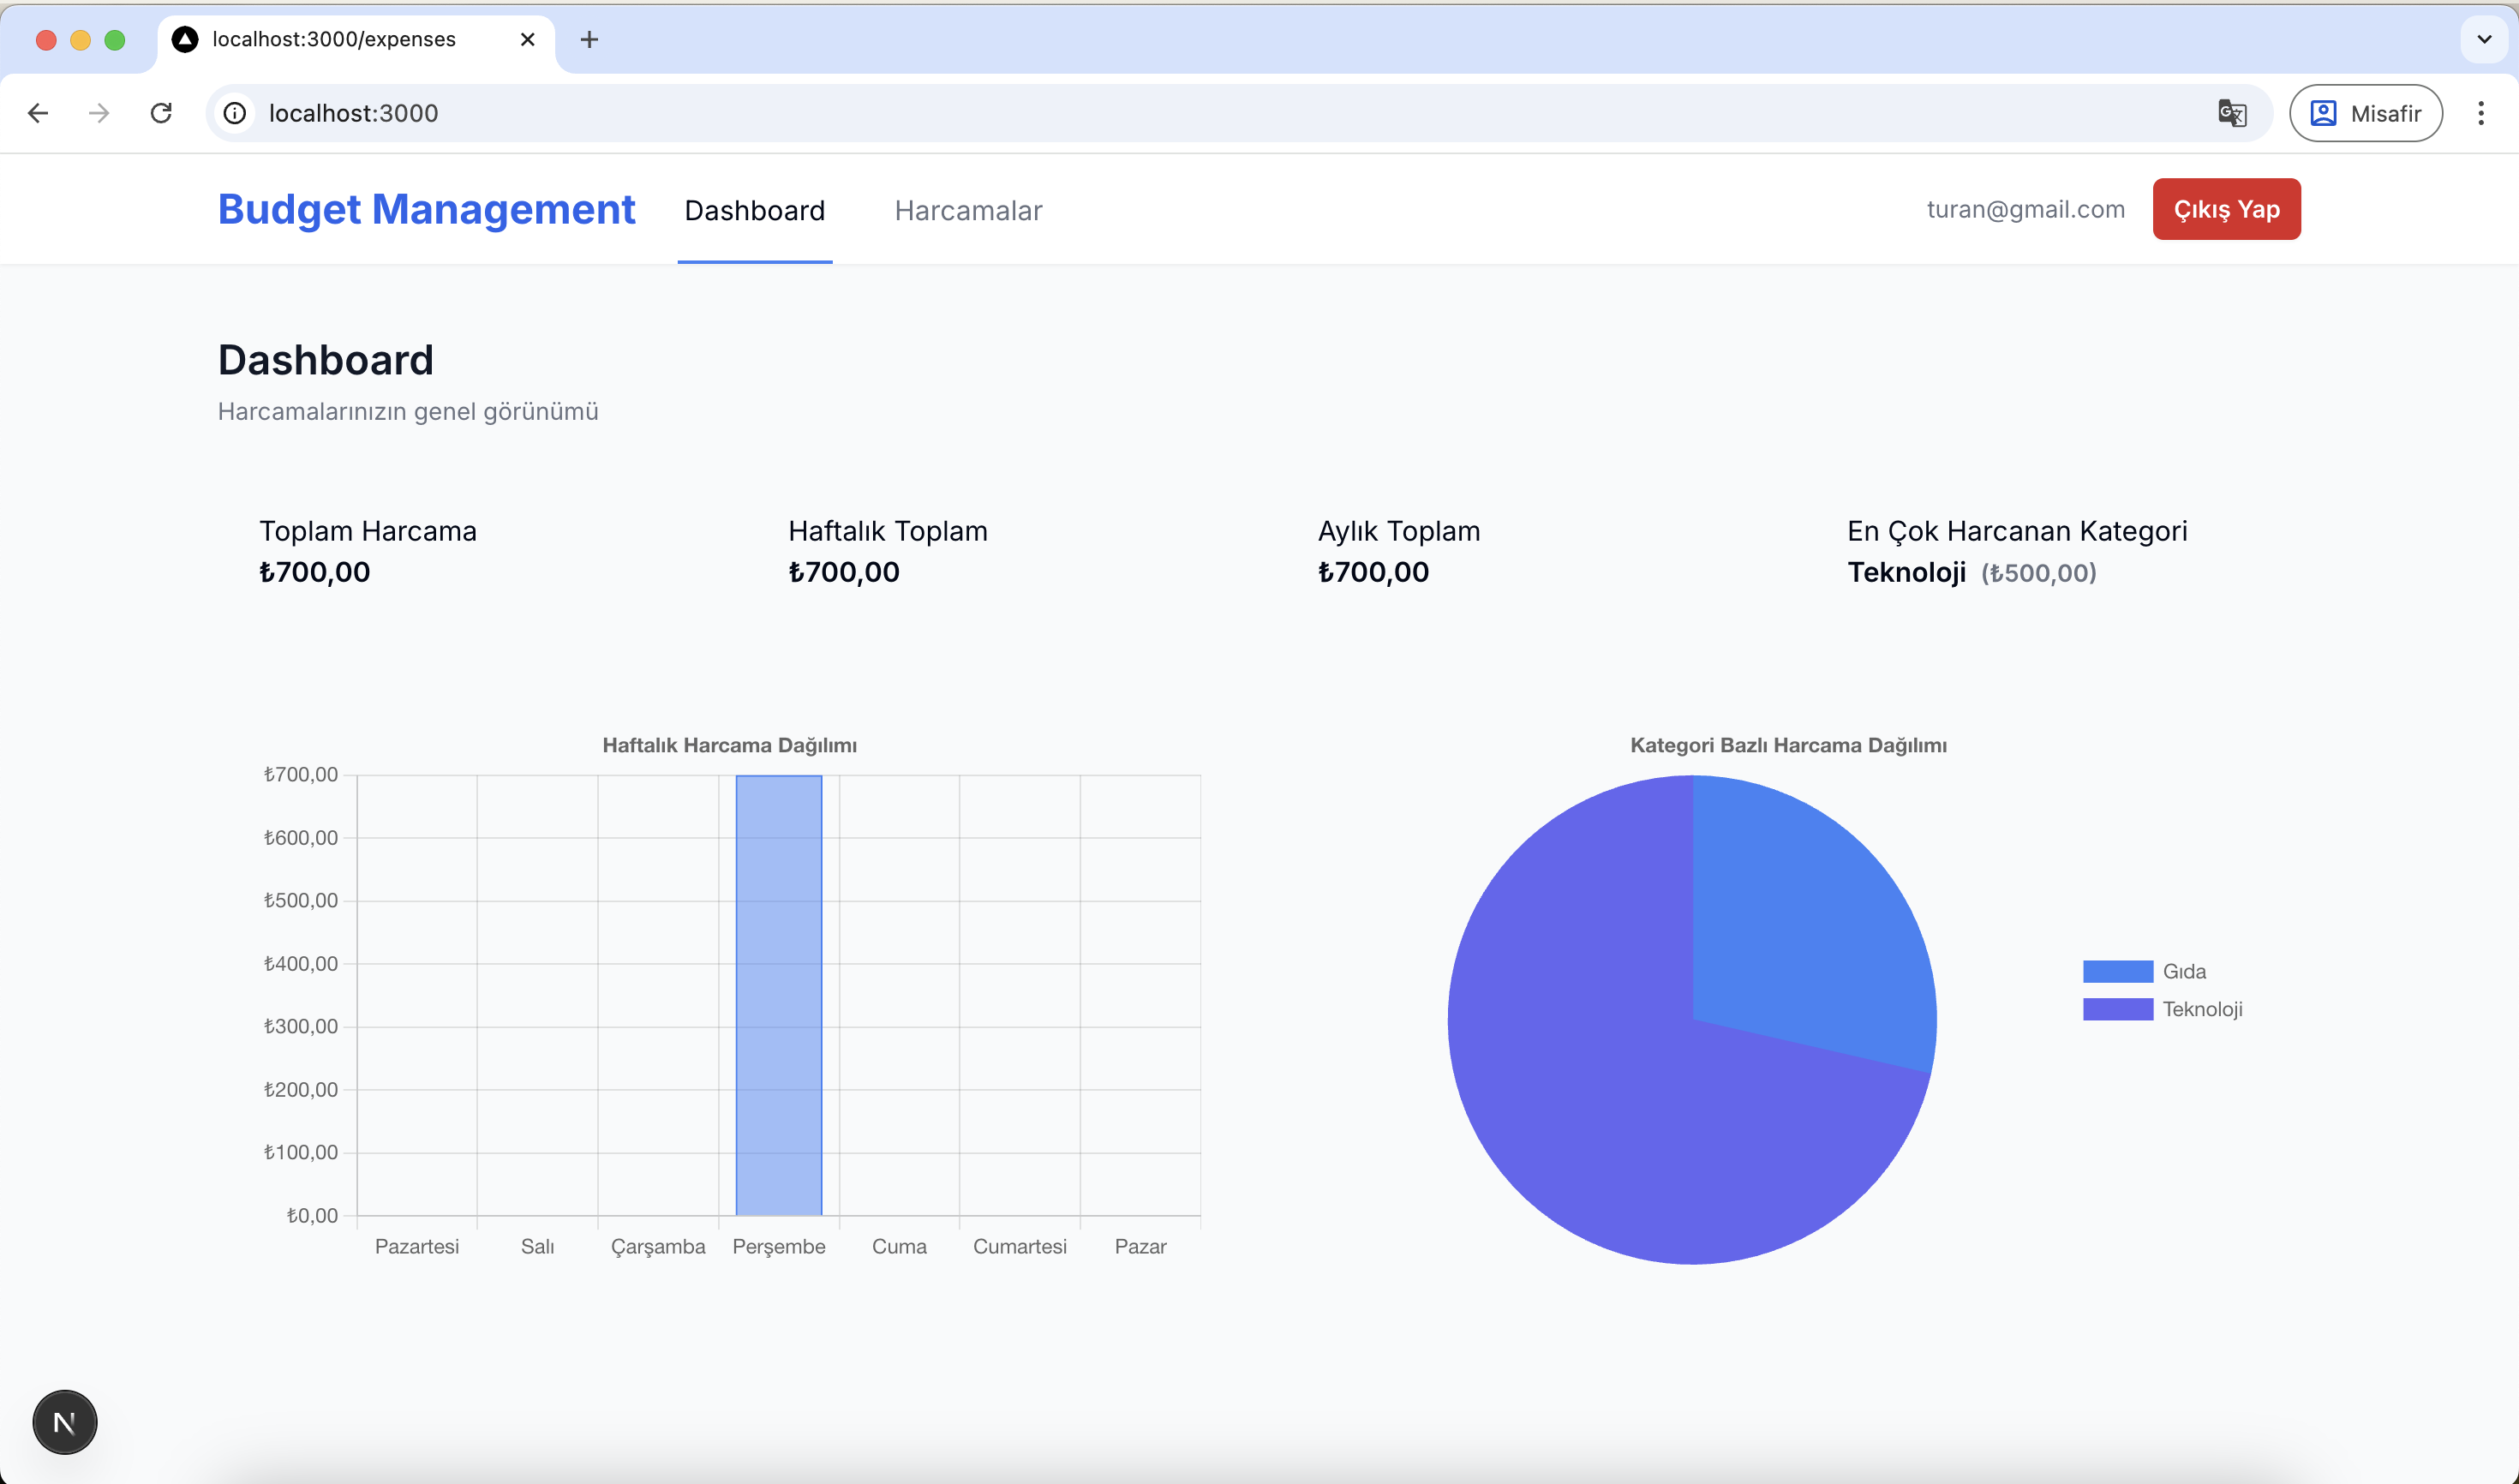 localhost:3000/expenses
localhost:3000
Misafir
Budget Management
Dashboard
Harcamalar
turan@gmail.com
Çıkış Yap
Dashboard
Harcamalarınızın genel görünümü
Toplam Harcama
₺700,00
Haftalık Toplam
₺700,00
Aylık Toplam
₺700,00
En Çok Harcanan Kategori
Teknoloji (₺500,00)
Haftalık Harcama Dağılımı
₺700,00
₺600,00
₺500,00
₺400,00
₺300,00
₺200,00
₺100,00
₺0,00
Pazartesi Salı Çarşamba Perşembe Cuma Cumartesi Pazar
Kategori Bazlı Harcama Dağılımı
Gıda
Teknoloji
N